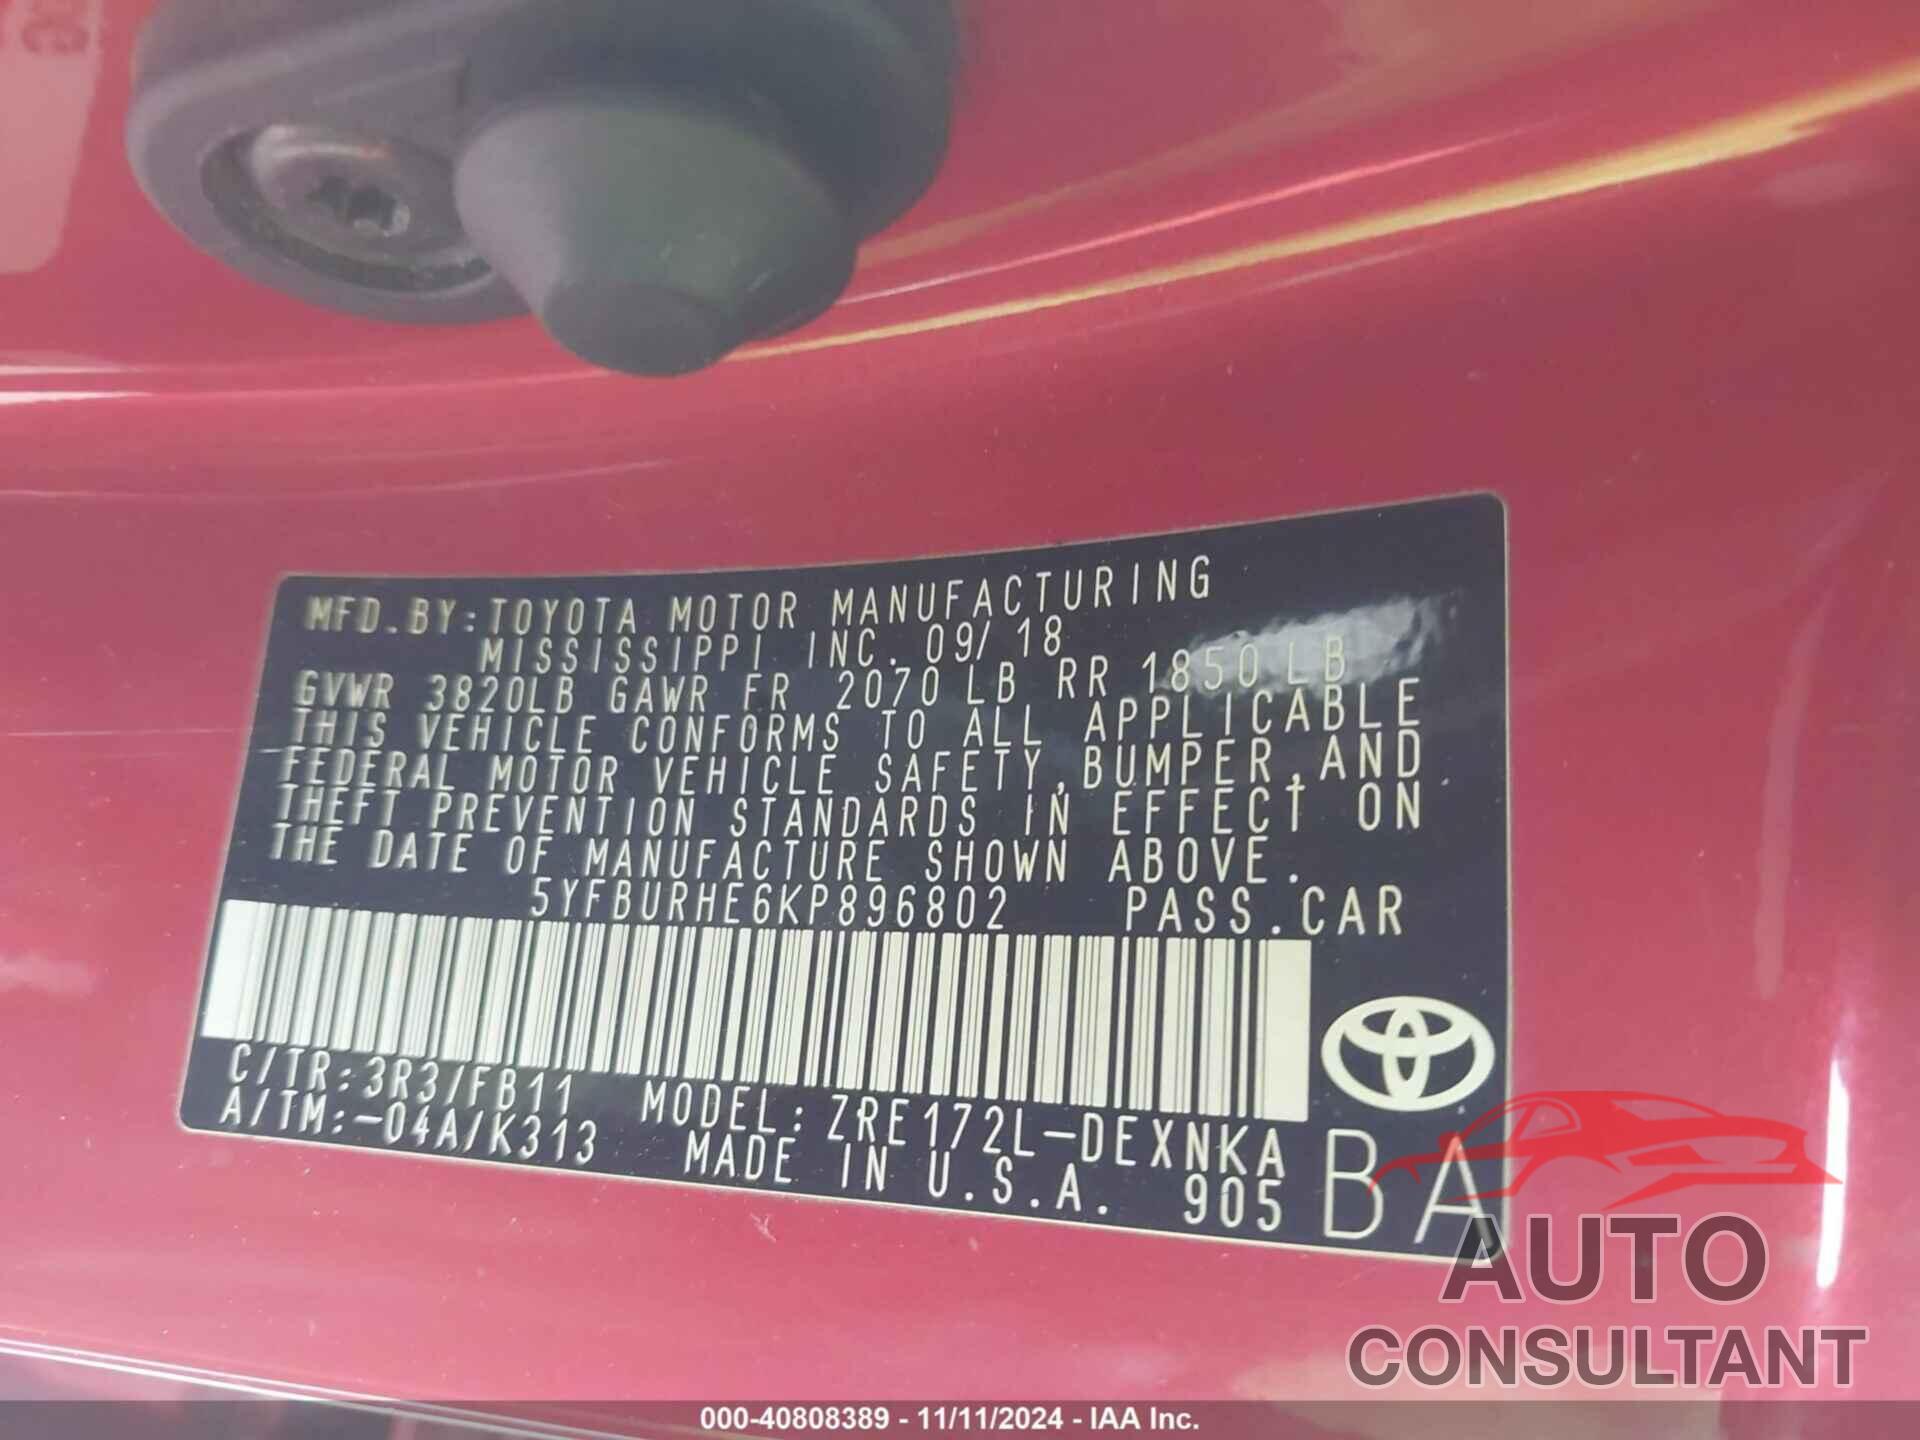 MFD.BY:TOYOTA MOTOR MANUFACTURING
MISSISSIPPI INC. 09/18
GVWR 3820LB GAWR FR 2070LB RR 1850LB
THIS VEHICLE CONFORMS TO ALL APPLICABLE
FEDERAL MOTOR VEHICLE SAFETY,BUMPER,AND
THEFT PREVENTION STANDARDS IN EFFECT ON
THE DATE OF MANUFACTURE SHOWN ABOVE.
5YFBURHE6KP896802 PASS.CAR
C/TR:3R3/FB11 MODEL:ZRE172L-DEXNKA
A/TM:-04A/K313 MADE IN U.S.A. 905
BA
AUTO
CONSULTANT
000-40808389 - 11/11/2024 - IAA Inc.